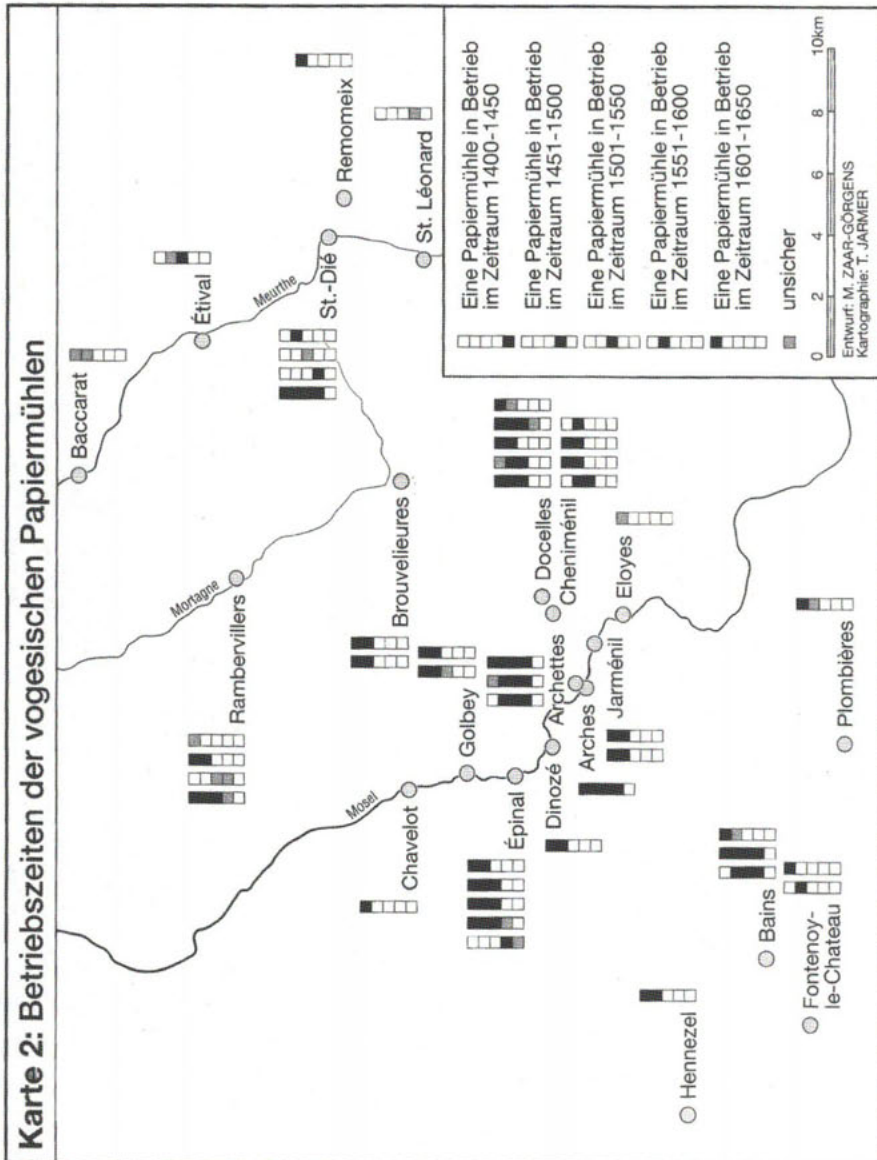 Karte 2: Betriebszeiten der vogesischen Papiermühlen
Baccarat
Étival
Meurthe
Remomeix
St.-Dié
St. Léonard
Mortagne
Rambervillers
Brouvelieures
Mosel
Chavelot
Golbey
Épinal
Dinozé
Archettes
Arches
Jarménil
Docelles
Cheniménil
Eloyes
Plombières
Hennezel
Bains
Fontenoy-
le-Chateau
Eine Papiermühle in Betrieb
im Zeitraum 1400-1450
Eine Papiermühle in Betrieb
im Zeitraum 1451-1500
Eine Papiermühle in Betrieb
im Zeitraum 1501-1550
Eine Papiermühle in Betrieb
im Zeitraum 1551-1600
Eine Papiermühle in Betrieb
im Zeitraum 1601-1650
unsicher
0 2 4 6 8 10km
Entwurf: M. ZAAR-GÖRGENS
Kartographie: T. JARMER